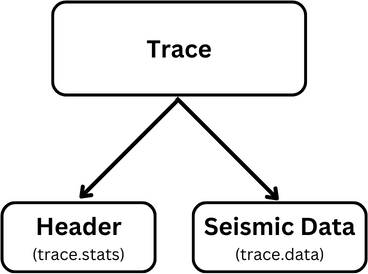 Trace
Header
(trace.stats)
Seismic Data
(trace.data)